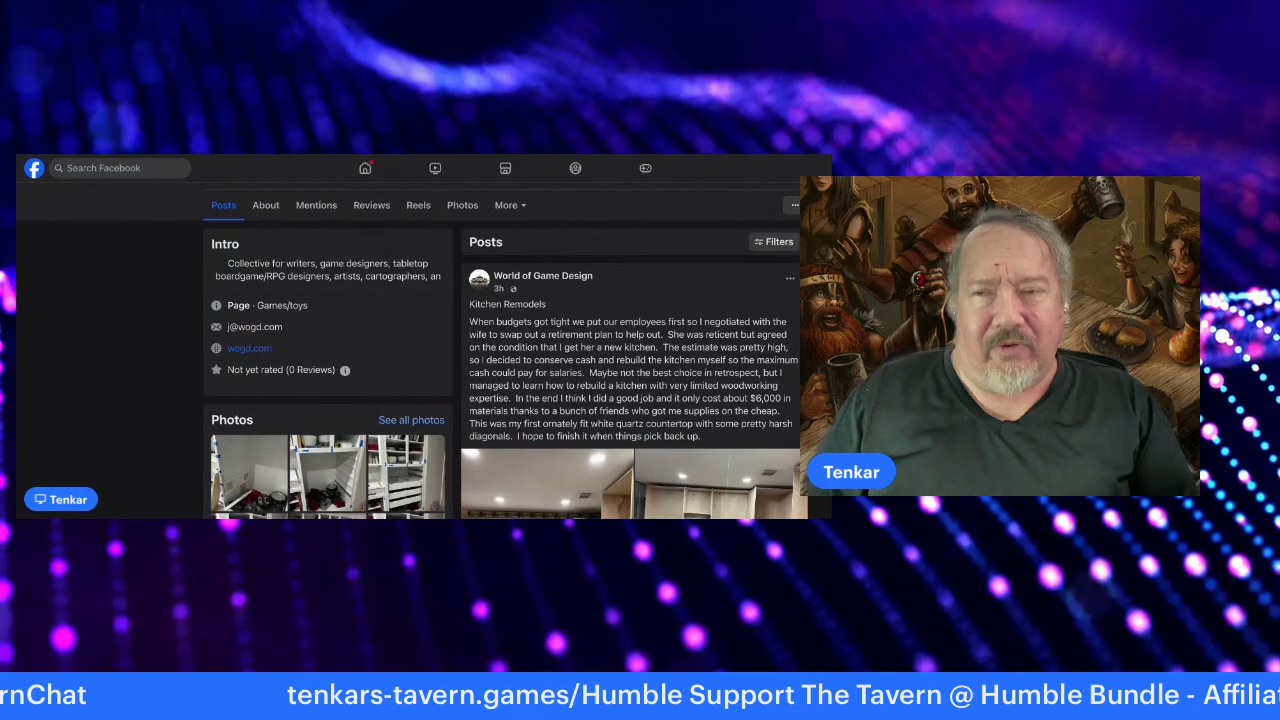 Search Facebook
Posts About Mentions Reviews Reels Photos More
Intro
Collective for writers, game designers, tabletop
boardgame/RPG designers, artists, cartographers, an
Page · Games/toys
j@wogd.com
wogd.com
Not yet rated (0 Reviews)
Photos
See all photos
Posts
Filters
World of Game Design
3h
Kitchen Remodels
When budgets got tight we put our employees first so I negotiated with the
wife to swap out a retirement plan to help out. She was reticent but agreed
on the condition that I get her a new kitchen. The estimate was pretty high,
so I decided to conserve cash and rebuild the kitchen myself so the maximum
cash could pay for salaries. Maybe not the best choice in retrospect, but I
managed to learn how to rebuild a kitchen with very limited woodworking
expertise. In the end I think I did a good job and it only cost about $6,000 in
materials thanks to a bunch of friends who got me supplies on the cheap.
This was my first ornately fit white quartz countertop with some pretty harsh
diagonals. I hope to finish it when things pick back up.
Tenkar
Tenkar
rnChat
tenkars-tavern.games/Humble Support The Tavern @ Humble Bundle - Affiliat